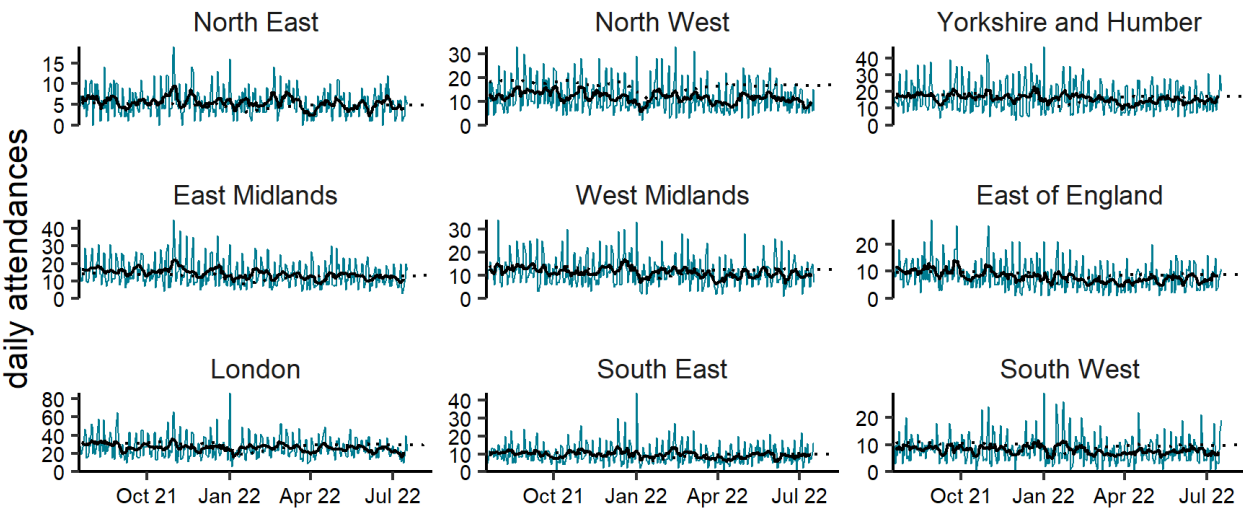 North East North West Yorkshire and Humber
15 10 5 0
30 20 10 0
40 30 20 10 0
daily attendances
East Midlands West Midlands East of England
40 30 20 10 0
30 20 10 0
20 10 0
London South East South West
80 60 40 20 0
40 30 20 10 0
20 10 0
Oct 21 Jan 22 Apr 22 Jul 22 Oct 21 Jan 22 Apr 22 Jul 22 Oct 21 Jan 22 Apr 22 Jul 22